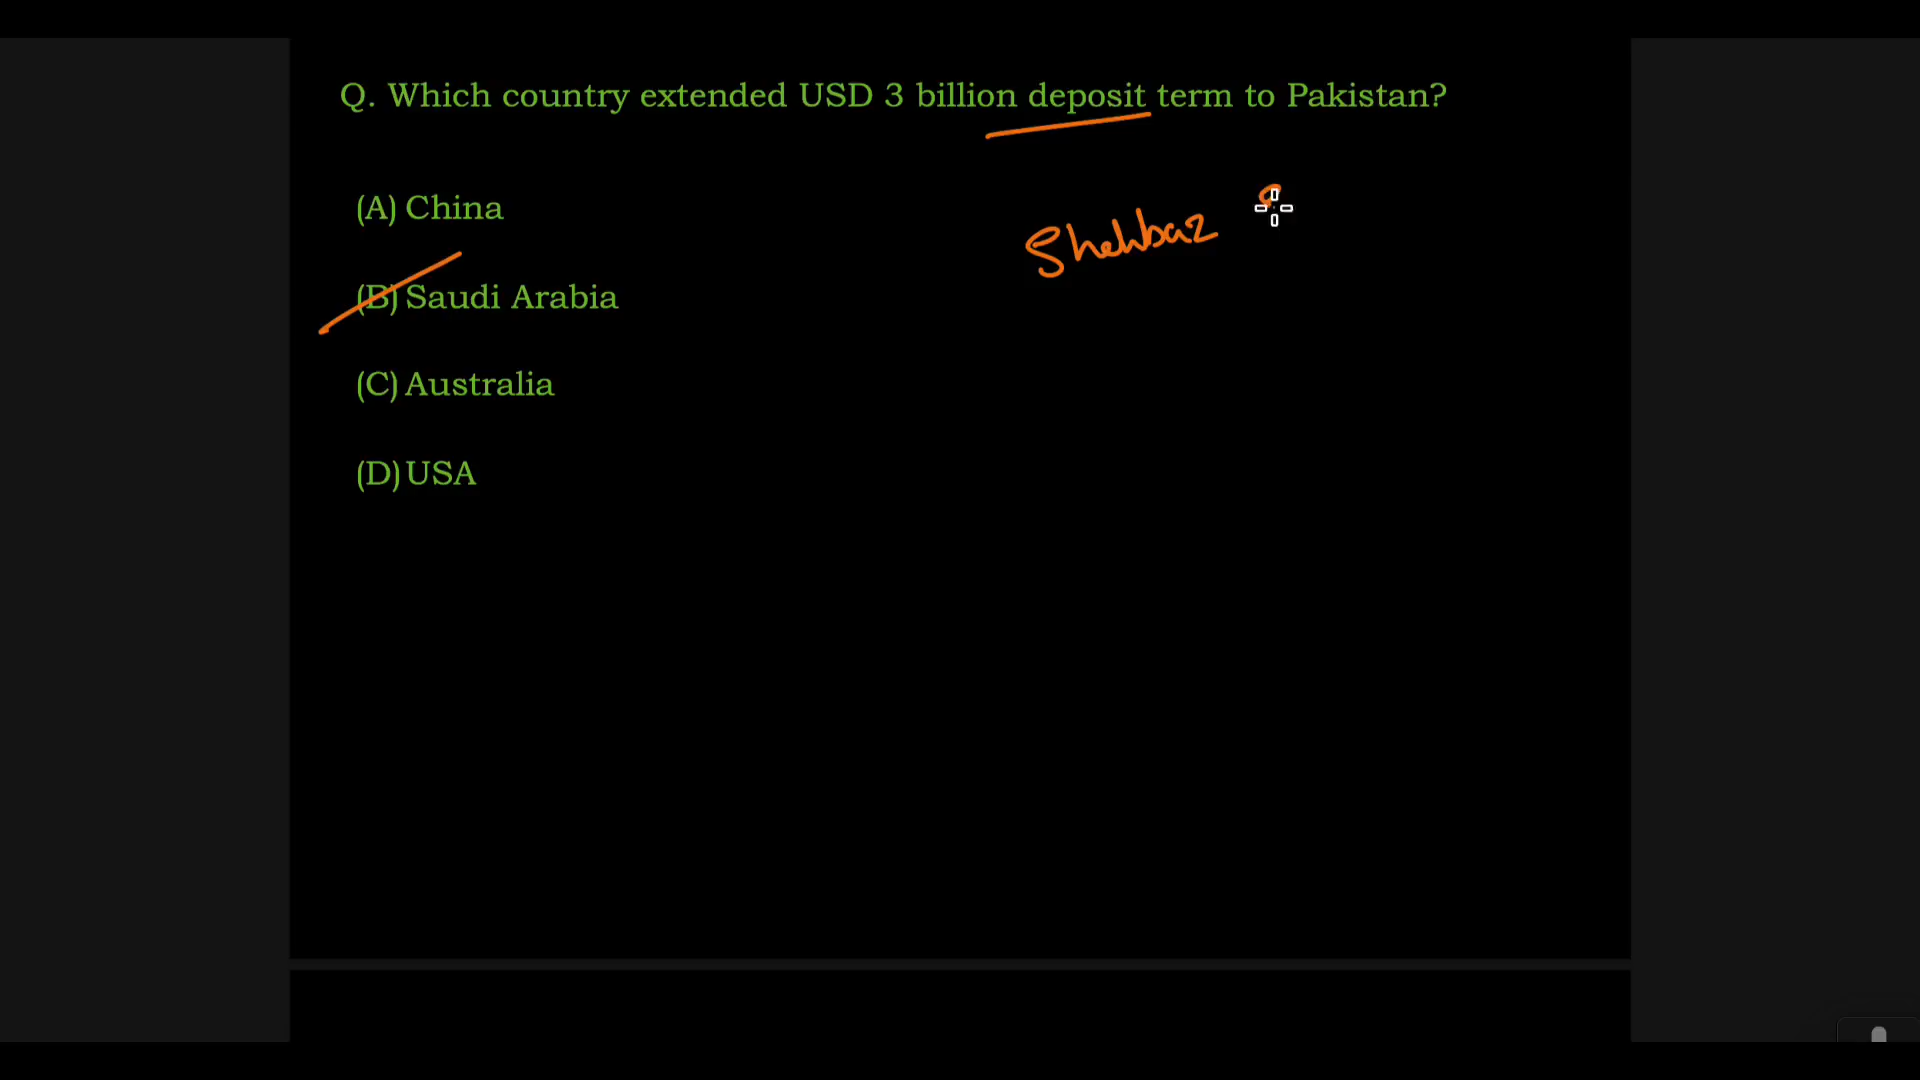 Q. Which country extended USD 3 billion deposit term to Pakistan?
(A) China
Shehbaz
(B) Saudi Arabia
(C) Australia
(D) USA